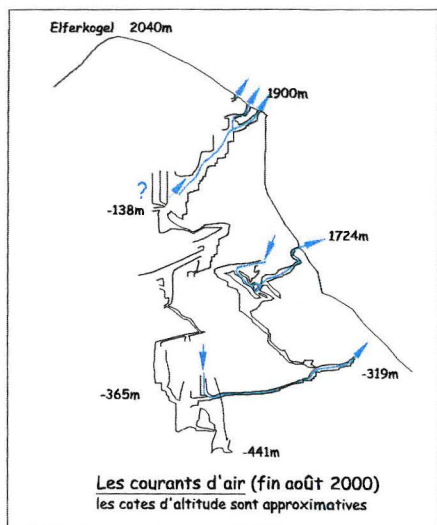 Elferkogel 2040m
1900m
?
-138m
1724m
-319m
-365m
-441m
Les courants d'air (fin août 2000)
les cotes d'altitude sont approximatives